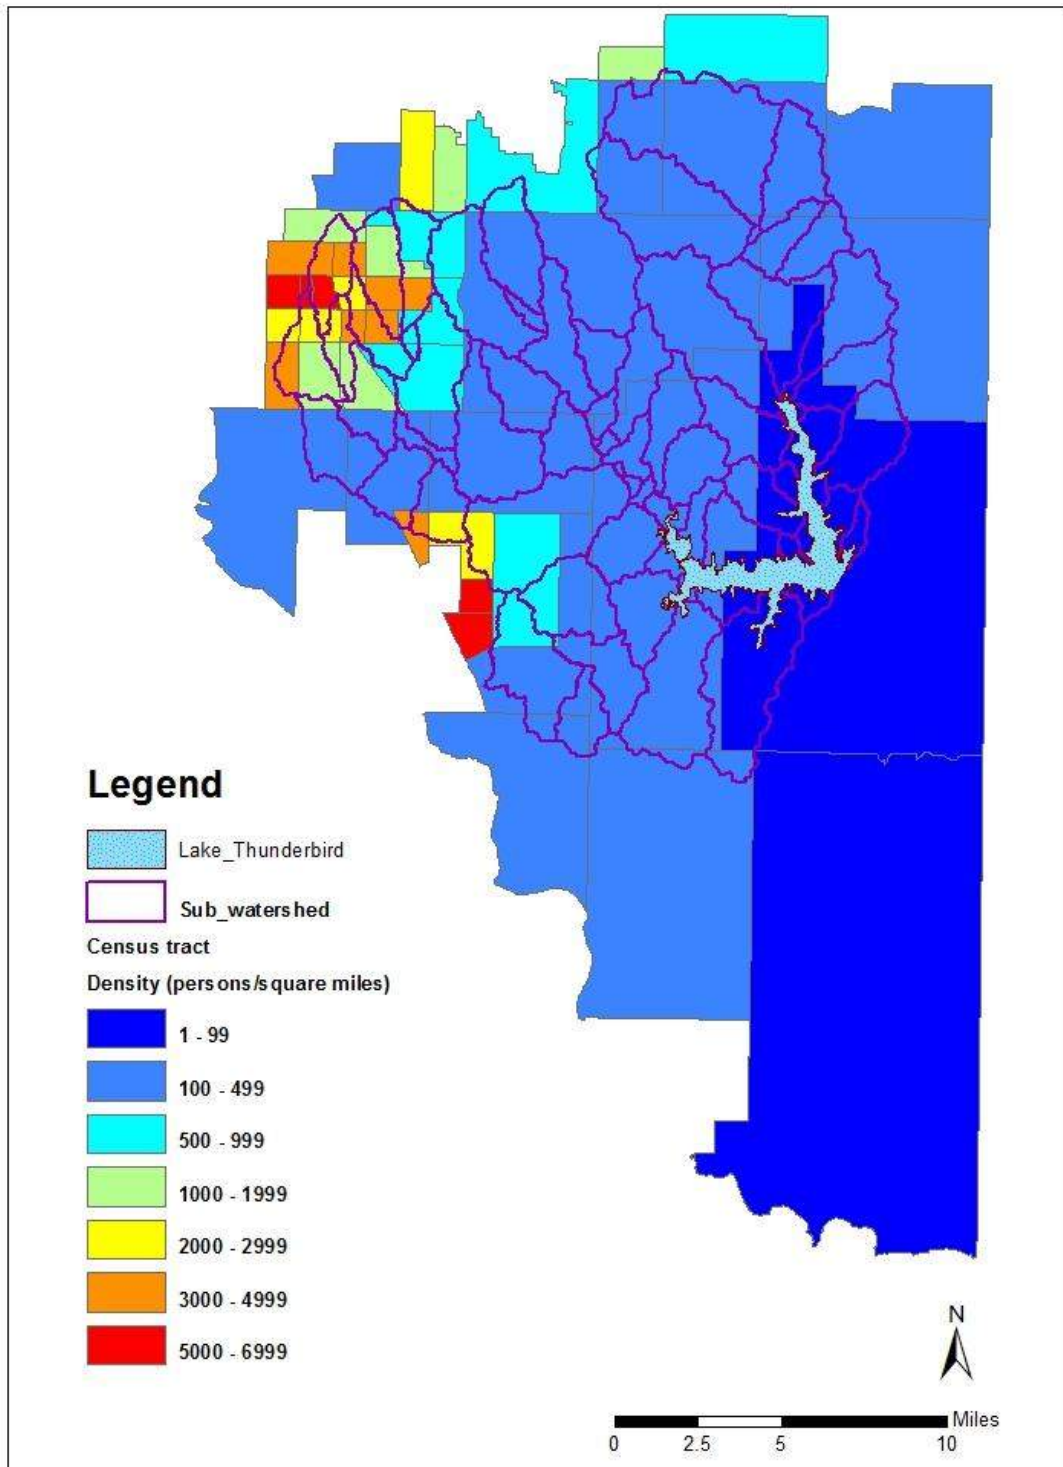 Legend
Lake_Thunderbird
Sub_watershed
Census tract
Density (persons/square miles)
1 - 99
100 - 499
500 - 999
1000 - 1999
2000 - 2999
3000 - 4999
5000 - 6999
N
Miles
0 2.5 5 10